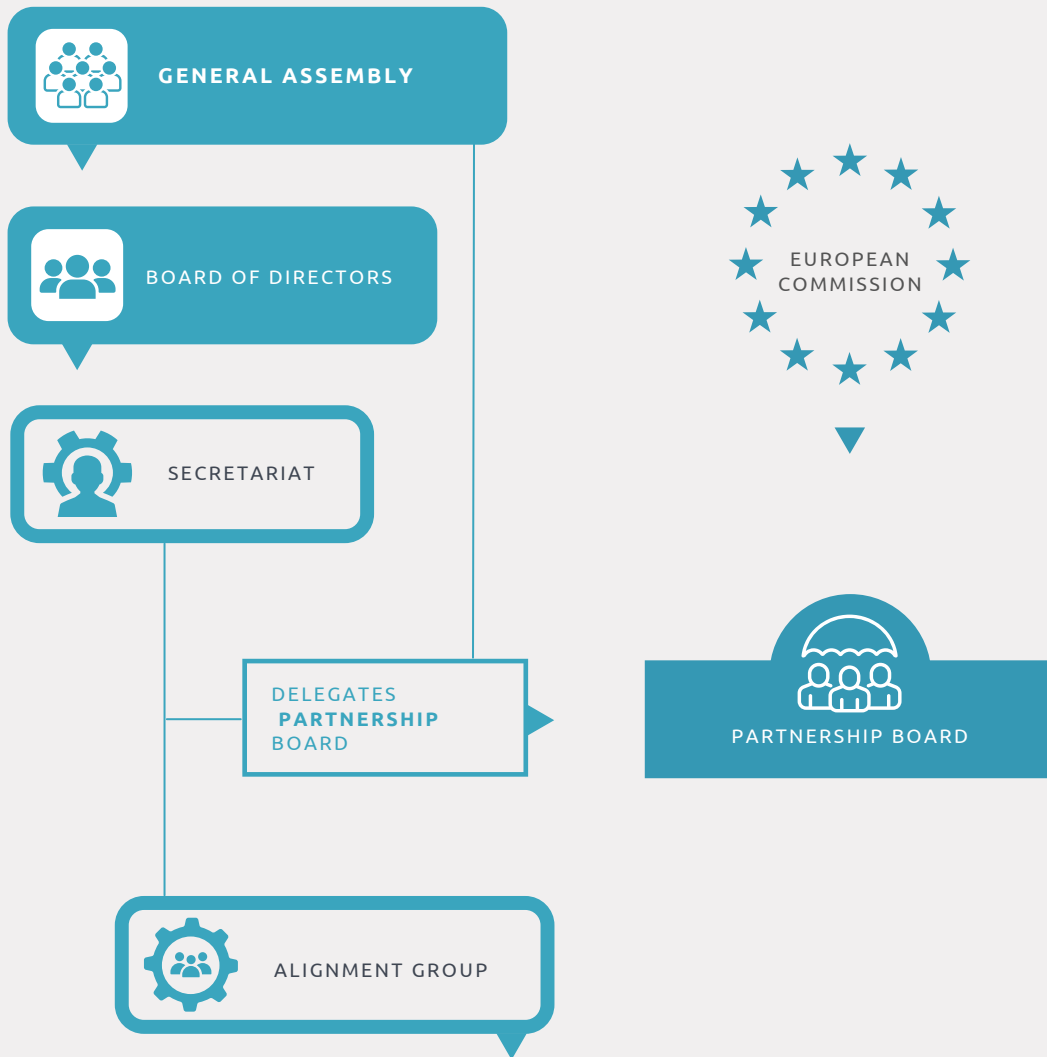 GENERAL ASSEMBLY
BOARD OF DIRECTORS
EUROPEAN
COMMISSION
SECRETARIAT
DELEGATES
PARTNERSHIP
BOARD
PARTNERSHIP BOARD
ALIGNMENT GROUP